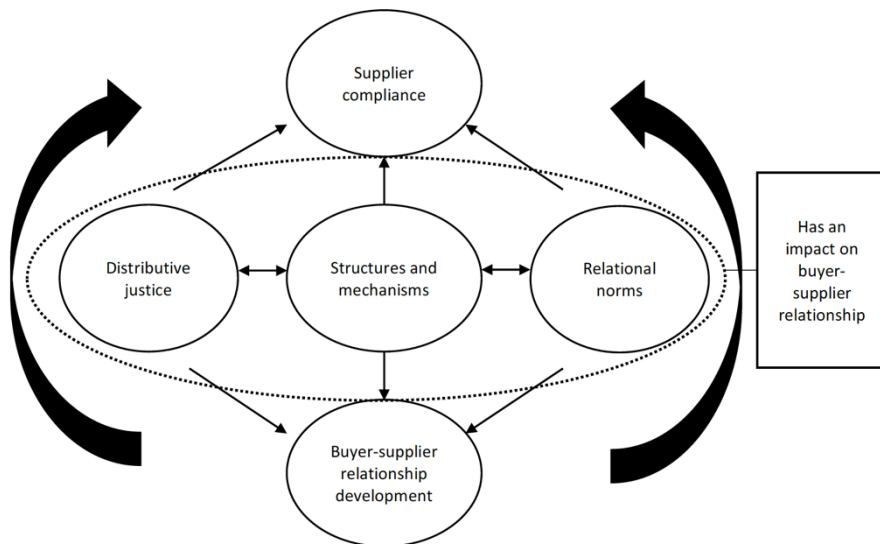 Supplier
compliance
Distributive
justice
Structures and
mechanisms
Relational
norms
Has an
impact on
buyer-
supplier
relationship
Buyer-supplier
relationship
development